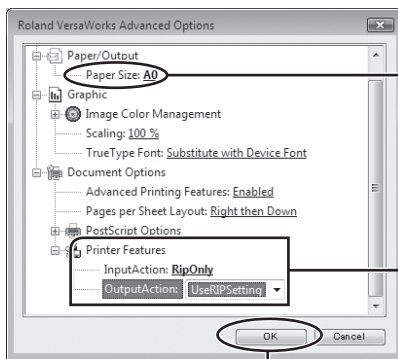 Roland VersaWorks Advanced Options
Paper/Output
Paper Size: A0
Graphic
Image Color Management
Scaling: 100 %
TrueType Font: Substitute with Device Font
Document Options
Advanced Printing Features: Enabled
Pages per Sheet Layout: Right then Down
PostScript Options
Printer Features
InputAction: RipOnly
OutputAction: UseRIPSetting
OK Cancel